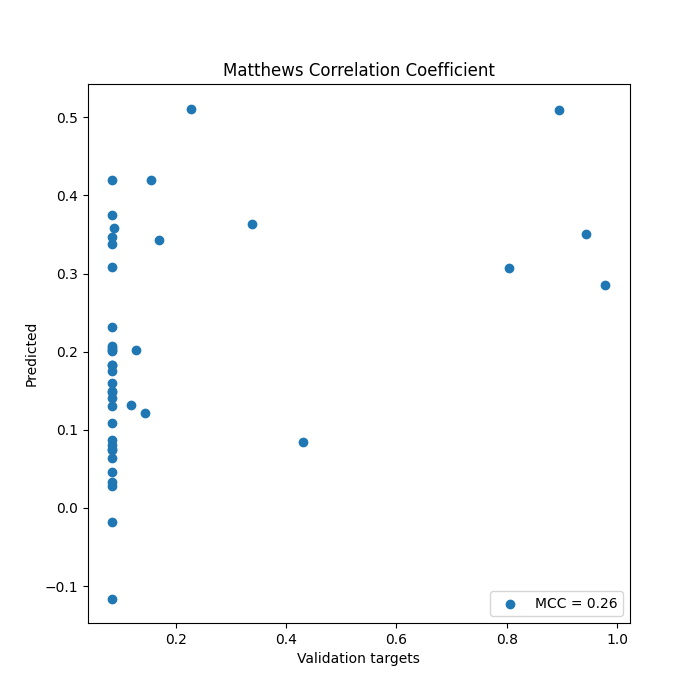 Matthews Correlation Coefficient
0.5
0.4
0.3
0.2
0.1
0.0
−0.1
Predicted
MCC = 0.26
0.2 0.4 0.6 0.8 1.0
Validation targets